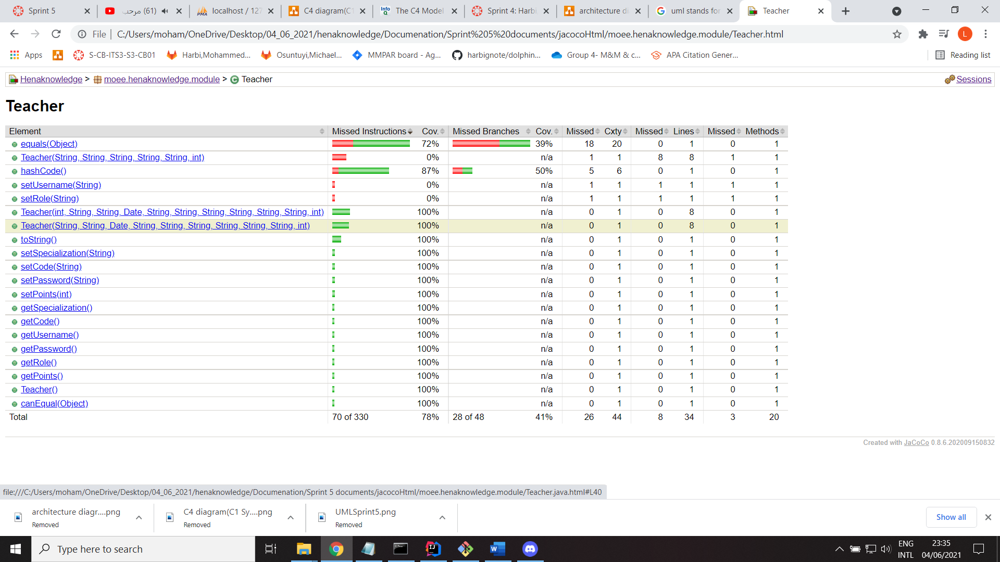 Sprint 5
(61) مرحب
localhost / 127
C4 diagram(C1
The C4 Model
Sprint 4: Harbi
architecture di
uml stands for
Teacher
File | C:/Users/moham/OneDrive/Desktop/04_06_2021/henaknowledge/Documenation/Sprint%205%20documents/jacocoHtml/moee.henaknowledge.module/Teacher.html
L
Apps
S-CB-ITS3-S3-CB01
Harbi,Mohammed...
Osuntuyi,Michael...
MMPAR board - Ag...
harbignote/dolphin...
Group 4- M&M & c...
APA Citation Gener...
Reading list
Henaknowledge > moee.henaknowledge.module > Teacher
Sessions
Teacher
Element Missed Instructions Cov. Missed Branches Cov. Missed Cxty Missed Lines Missed Methods
equals(Object) 72% 39% 18 20 0 1 0 1
Teacher(String, String, String, String, String, int) 0% n/a 1 1 8 8 1 1
hashCode() 87% 50% 5 6 0 1 0 1
setUsername(String) 0% n/a 1 1 1 1 1 1
setRole(String) 0% n/a 1 1 1 1 1 1
Teacher(int, String, String, Date, String, String, String, String, String, String, int) 100% n/a 0 1 0 8 0 1
Teacher(String, String, Date, String, String, String, String, String, String, int) 100% n/a 0 1 0 8 0 1
toString() 100% n/a 0 1 0 1 0 1
setSpecialization(String) 100% n/a 0 1 0 1 0 1
setCode(String) 100% n/a 0 1 0 1 0 1
setPassword(String) 100% n/a 0 1 0 1 0 1
setPoints(int) 100% n/a 0 1 0 1 0 1
getSpecialization() 100% n/a 0 1 0 1 0 1
getCode() 100% n/a 0 1 0 1 0 1
getUsername() 100% n/a 0 1 0 1 0 1
getPassword() 100% n/a 0 1 0 1 0 1
getRole() 100% n/a 0 1 0 1 0 1
getPoints() 100% n/a 0 1 0 1 0 1
Teacher() 100% n/a 0 1 0 1 0 1
canEqual(Object) 100% n/a 0 1 0 1 0 1
Total 70 of 330 78% 28 of 48 41% 26 44 8 34 3 20
Created with JaCoCo 0.8.6.202009150832
file:///C:/Users/moham/OneDrive/Desktop/04_06_2021/henaknowledge/Documenation/Sprint 5 documents/jacocoHtml/moee.henaknowledge.module/Teacher.java.html#L40
architecture diagr....png
Removed
C4 diagram(C1 Sy....png
Removed
UMLSprint5.png
Removed
Show all
Type here to search
ENG
INTL
23:35
04/06/2021